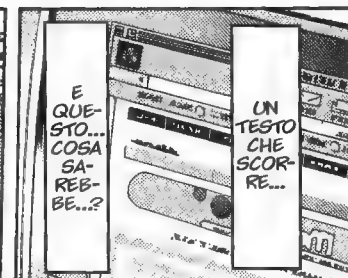 UN
TESTO
CHE
SCOR-
RE...
E
QUE-
STO...
COSA
SA-
REB-
BE...?